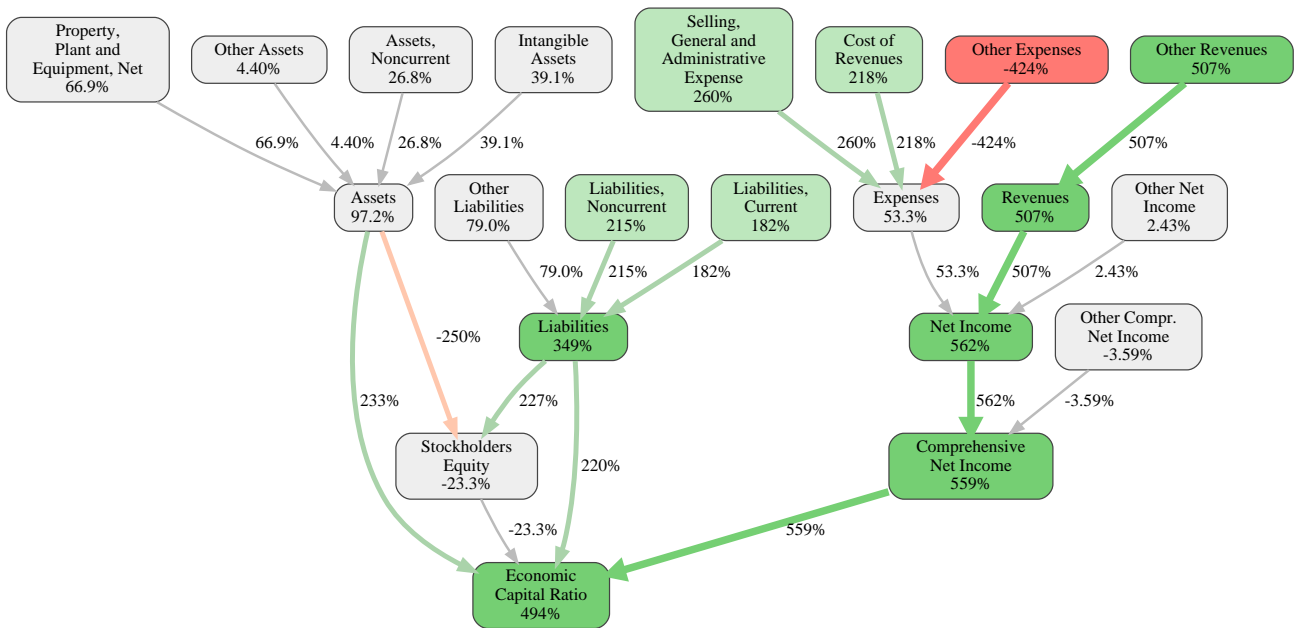 Property,
Plant and
Equipment, Net
66.9%
Other Assets
4.40%
Assets,
Noncurrent
26.8%
Intangible
Assets
39.1%
Selling,
General and
Administrative
Expense
260%
Cost of
Revenues
218%
Other Expenses
-424%
Other Revenues
507%
66.9%
4.40%
26.8%
39.1%
260%
218%
-424%
507%
Assets
97.2%
Other
Liabilities
79.0%
Liabilities,
Noncurrent
215%
Liabilities,
Current
182%
Expenses
53.3%
Revenues
507%
Other Net
Income
2.43%
79.0%
215%
182%
53.3%
507%
2.43%
-250%
Liabilities
349%
Net Income
562%
Other Compr.
Net Income
-3.59%
233%
227%
562%
-3.59%
Stockholders
Equity
-23.3%
220%
Comprehensive
Net Income
559%
-23.3%
559%
Economic
Capital Ratio
494%